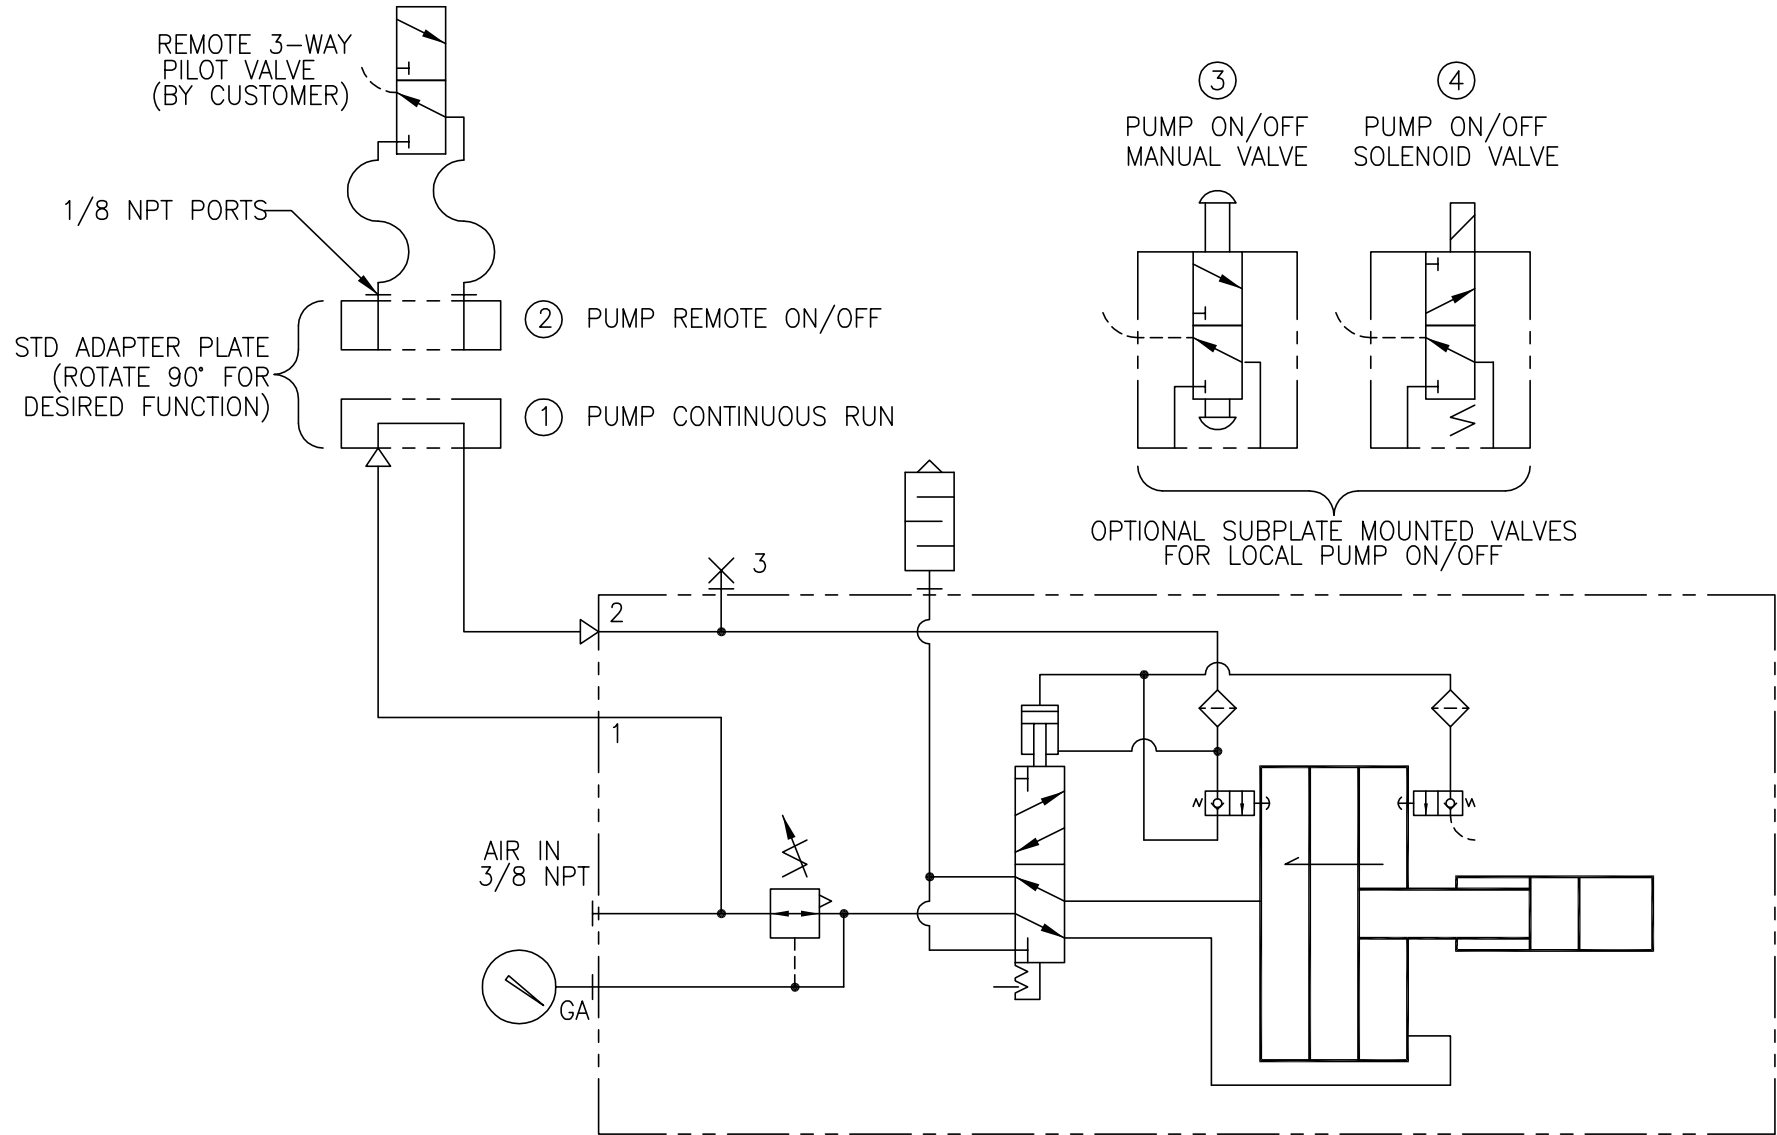 REMOTE 3-WAY
PILOT VALVE
(BY CUSTOMER)
1/8 NPT PORTS
STD ADAPTER PLATE
(ROTATE 90° FOR
DESIRED FUNCTION)
2 PUMP REMOTE ON/OFF
1 PUMP CONTINUOUS RUN
3
PUMP ON/OFF
MANUAL VALVE
4
PUMP ON/OFF
SOLENOID VALVE
OPTIONAL SUBPLATE MOUNTED VALVES
FOR LOCAL PUMP ON/OFF
3
2
1
AIR IN
3/8 NPT
GA